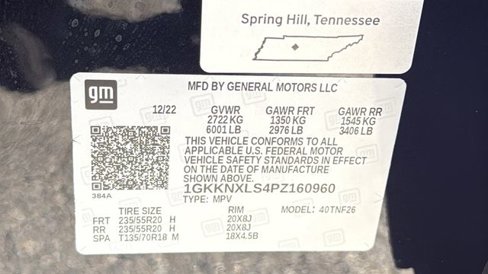 Spring Hill, Tennessee
gm
MFD BY GENERAL MOTORS LLC
12/22 GVWR GAWR FRT GAWR RR
2722 KG 1350 KG 1545 KG
6001 LB 2976 LB 3406 LB
THIS VEHICLE CONFORMS TO ALL
APPLICABLE U.S. FEDERAL MOTOR
VEHICLE SAFETY STANDARDS IN EFFECT
ON THE DATE OF MANUFACTURE
SHOWN ABOVE.
1GKKNXLS4PZ160960
384A TYPE: MPV
TIRE SIZE RIM MODEL: 40TNF26
FRT 235/55R20 H 20X8J
RR 235/55R20 H 20X8J
SPA T135/70R18 M 18X4.5B